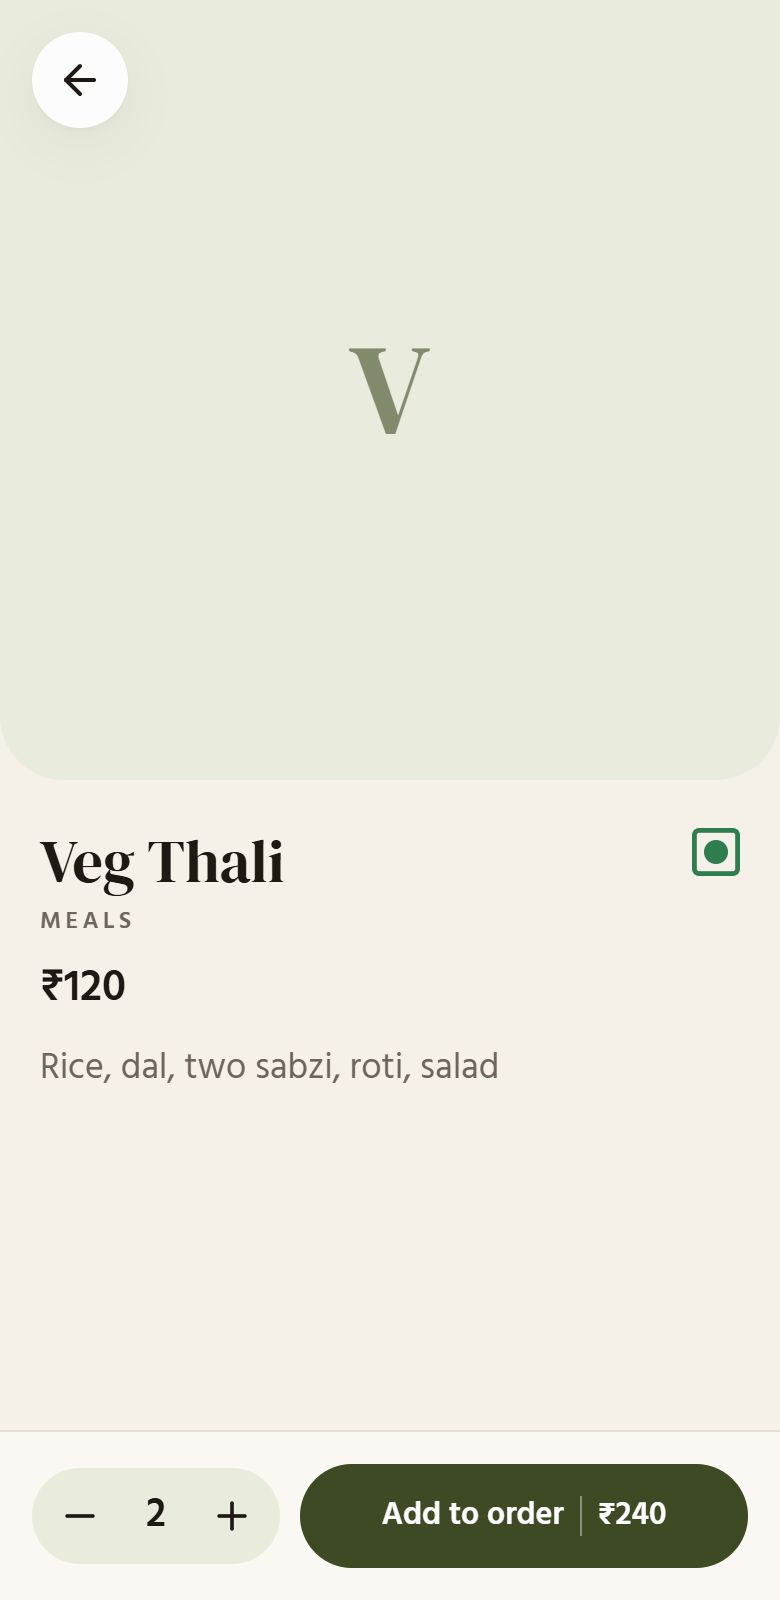 V
Veg Thali
MEALS
₹120
Rice, dal, two sabzi, roti, salad
2
Add to order
₹240